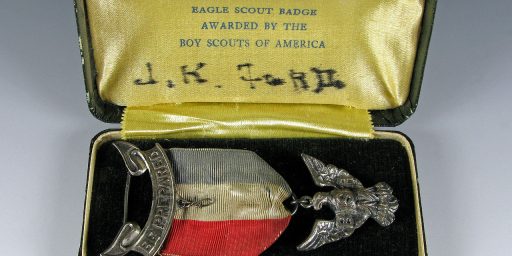 EAGLE SCOUT BADGE
AWARDED BY THE
BOY SCOUTS OF AMERICA
J.K. FORD
BE PREPARED